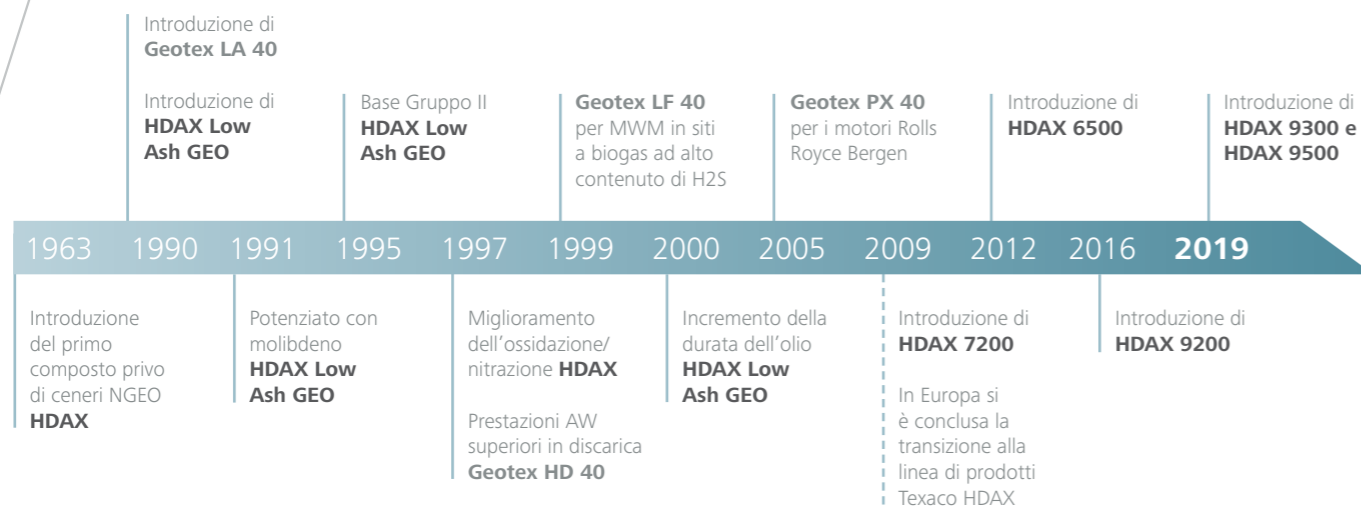 Introduzione di
Geotex LA 40
Introduzione di
HDAX Low
Ash GEO
Base Gruppo II
HDAX Low
Ash GEO
Geotex LF 40
per MWM in siti
a biogas ad alto
contenuto di H2S
Geotex PX 40
per i motori Rolls
Royce Bergen
Introduzione di
HDAX 6500
Introduzione di
HDAX 9300 e
HDAX 9500
1963 1990 1991 1995 1997 1999 2000 2005 2009 2012 2016 2019
Introduzione
del primo
composto privo
di ceneri NGEO
HDAX
Potenziato con
molibdeno
HDAX Low
Ash GEO
Miglioramento
dell'ossidazione/
nitrazione HDAX
Prestazioni AW
superiori in discarica
Geotex HD 40
Incremento della
durata dell'olio
HDAX Low
Ash GEO
Introduzione di
HDAX 7200
In Europa si
è conclusa la
transizione alla
linea di prodotti
Texaco HDAX
Introduzione di
HDAX 9200